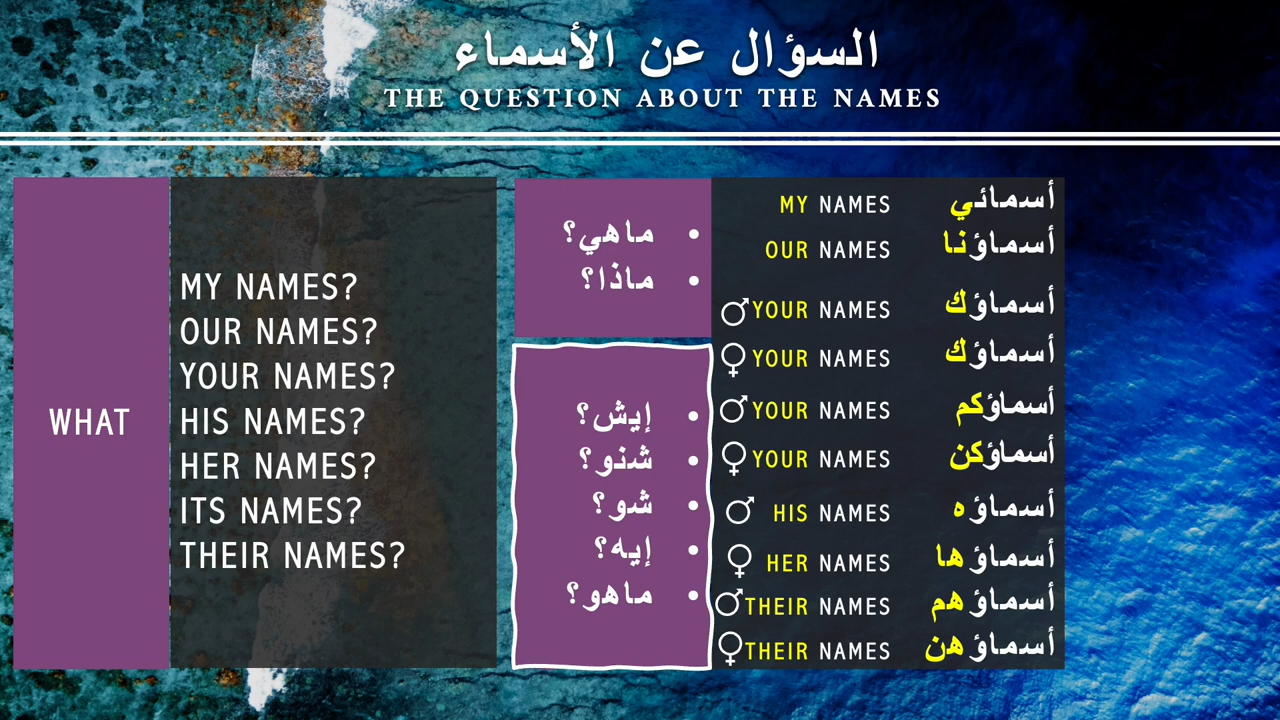 السؤال عن الأسماء
THE QUESTION ABOUT THE NAMES
WHAT
MY NAMES?
OUR NAMES?
YOUR NAMES?
HIS NAMES?
HER NAMES?
ITS NAMES?
THEIR NAMES?
• ماهي؟
• ماذا؟
• إيش؟
• شنو؟
• شو؟
• إيه؟
• ماهو؟
MY NAMES أسمائي
OUR NAMES أسماؤنا
♂ YOUR NAMES أسماؤك
♀ YOUR NAMES أسماؤك
♂ YOUR NAMES أسماؤكم
♀ YOUR NAMES أسماؤكن
♂ HIS NAMES أسماؤه
♀ HER NAMES أسماؤها
♂ THEIR NAMES أسماؤهم
♀ THEIR NAMES أسماؤهن